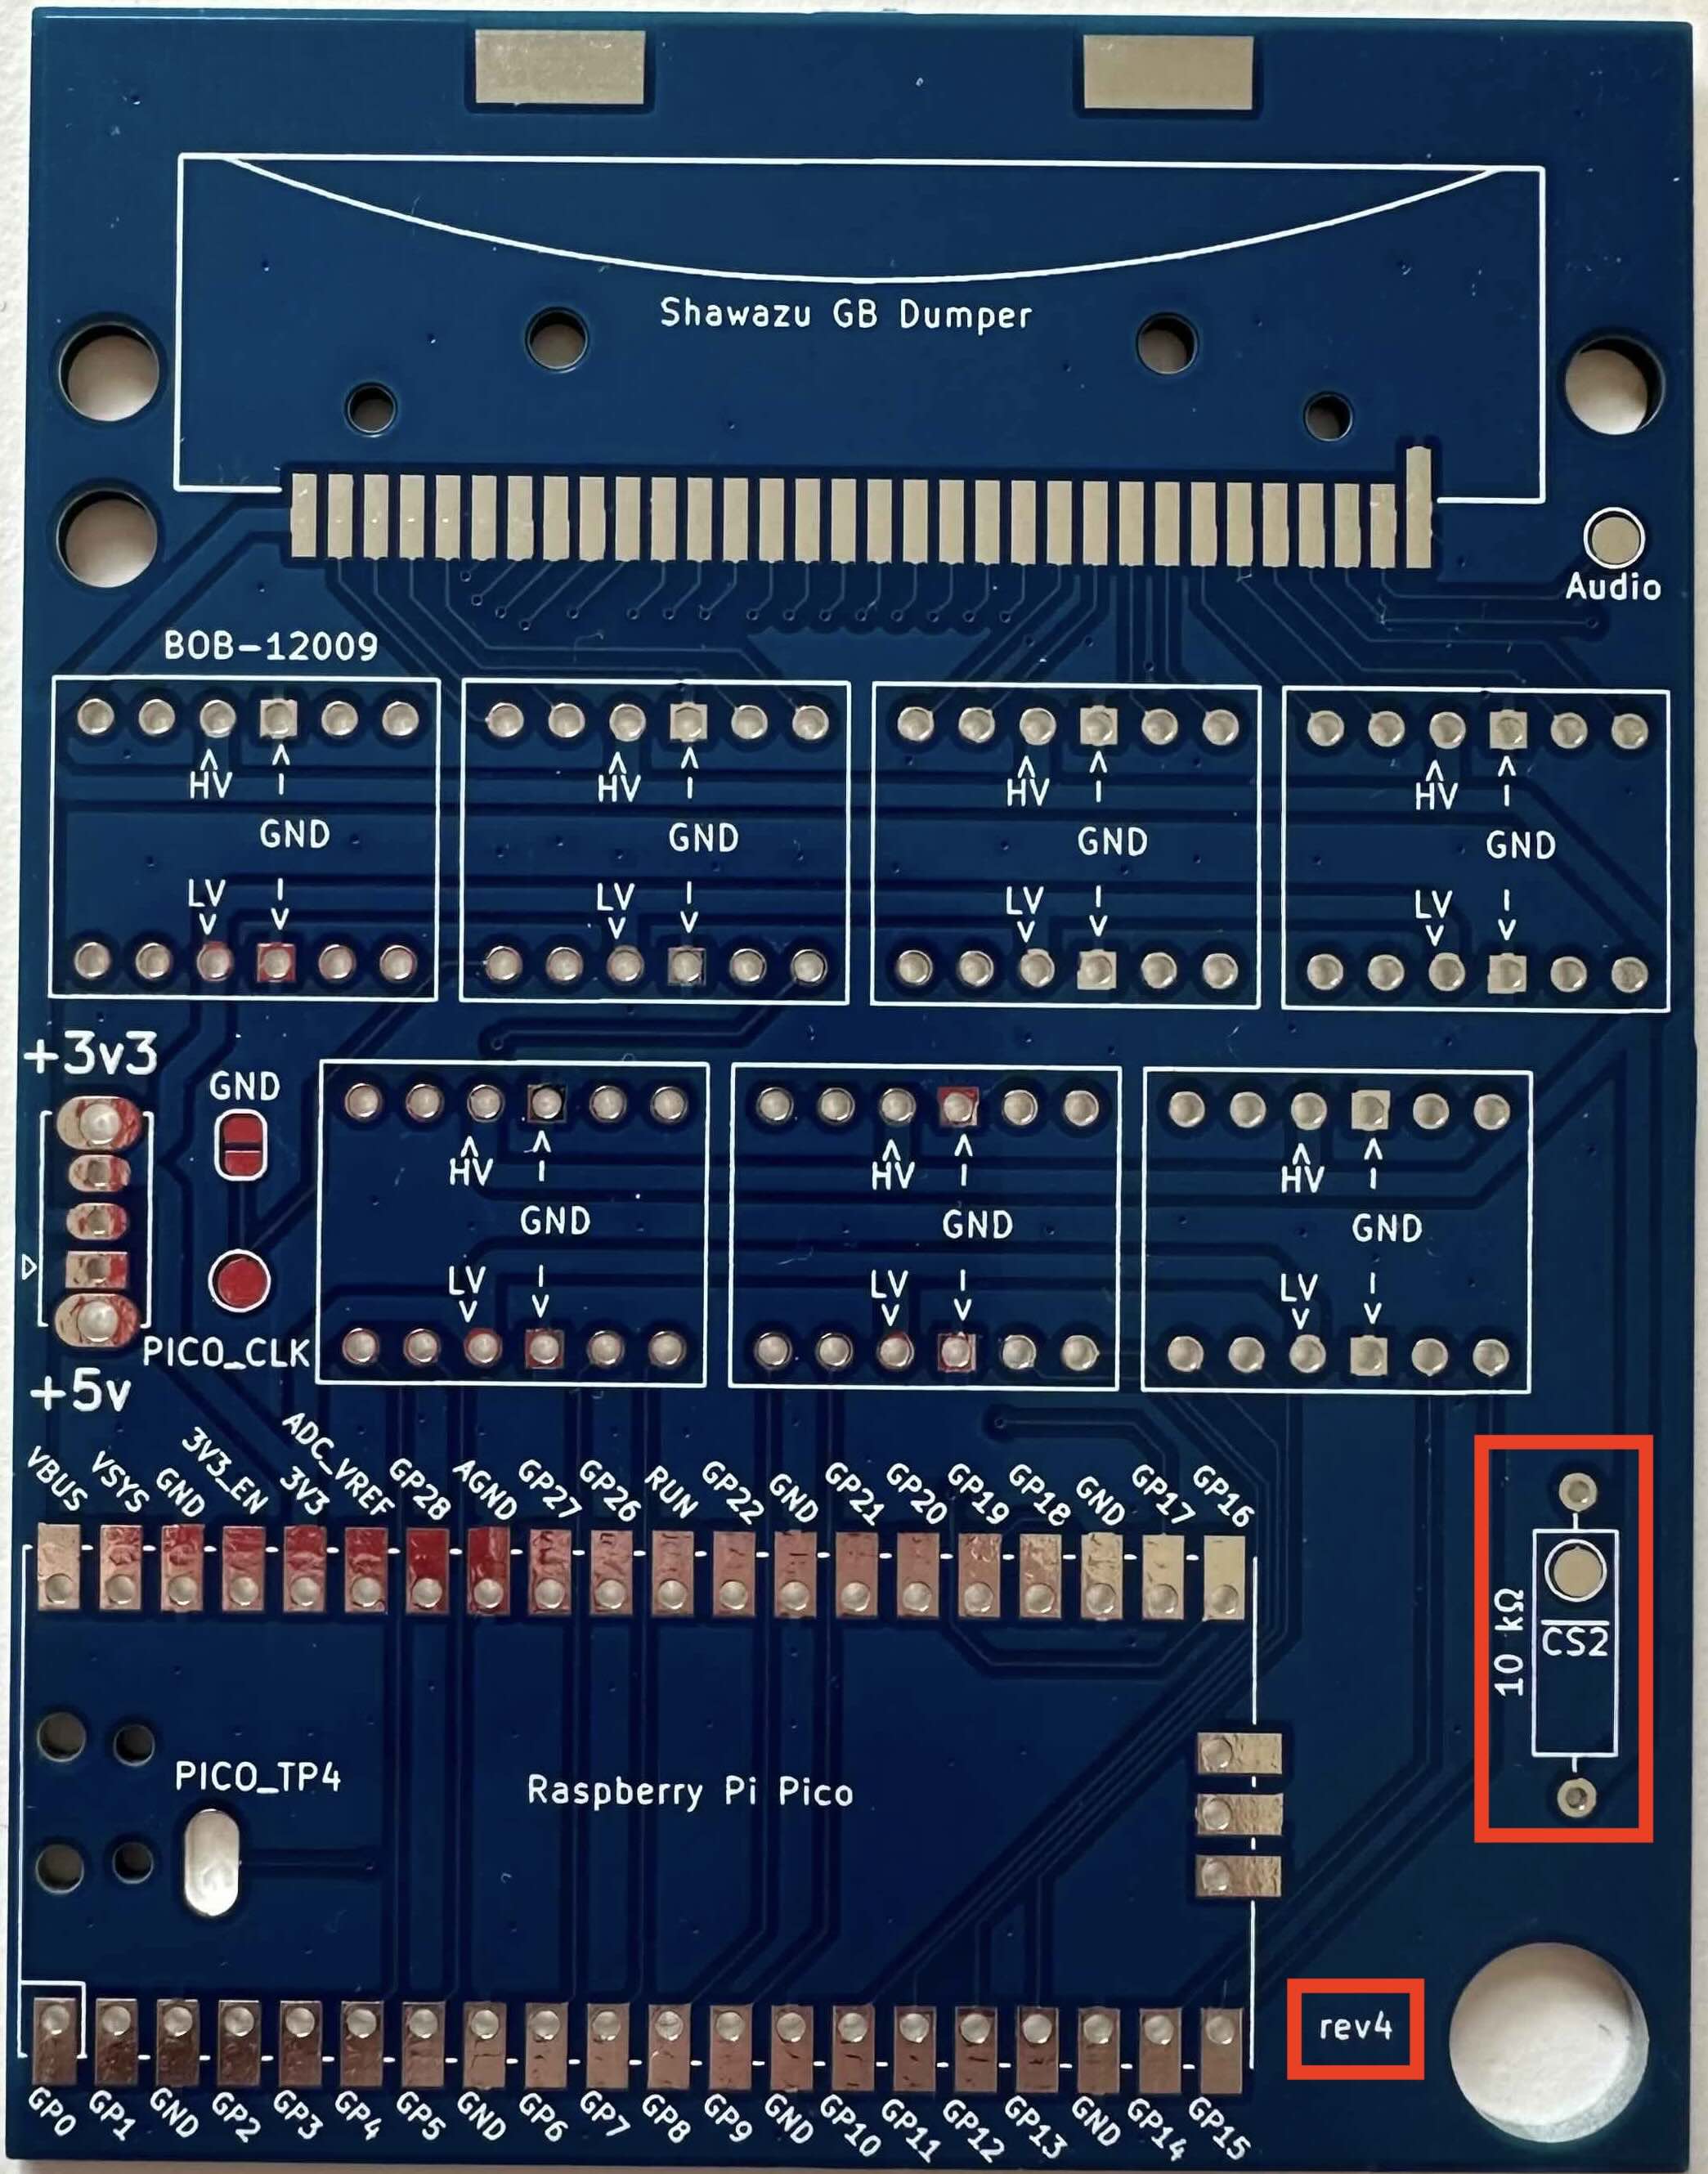 Shawazu GB Dumper
Audio
BOB-12009
HV
GND
LV
HV
GND
LV
HV
GND
LV
HV
GND
LV
+3v3
GND
PICO_CLK
+5v
HV
GND
LV
HV
GND
LV
HV
GND
LV
VBUS
VSYS
GND
3V3_EN
3V3
ADC_VREF
GP28
AGND
GP27
GP26
RUN
GP22
GND
GP21
GP20
GP19
GP18
GND
GP17
GP16
10 kΩ
CS2
PICO_TP4
Raspberry Pi Pico
rev4
GP0
GP1
GND
GP2
GP3
GP4
GP5
GND
GP6
GP7
GP8
GP9
GND
GP10
GP11
GP12
GP13
GND
GP14
GP15